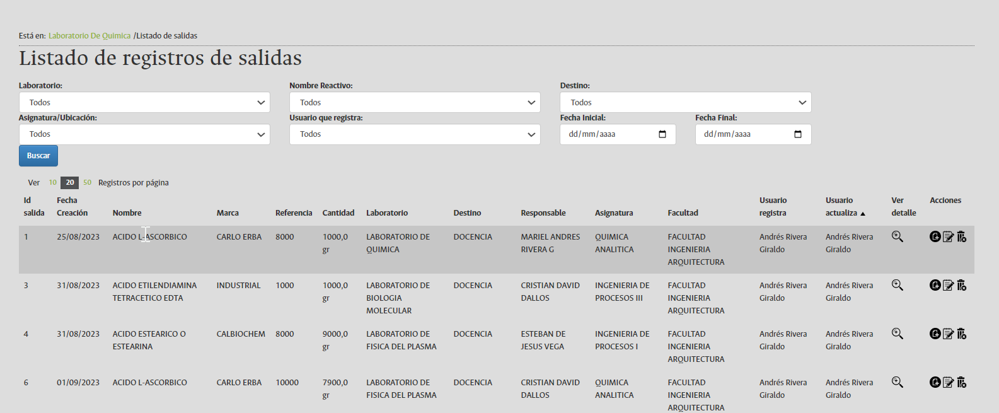 Está en: Laboratorio De Quimica /Listado de salidas
Listado de registros de salidas
Laboratorio: Nombre Reactivo: Destino:
Todos Todos Todos
Asignatura/Ubicación: Usuario que registra: Fecha Inicial: Fecha Final:
Todos Todos dd/mm/aaaa dd/mm/aaaa
Buscar
Ver 10 20 50 Registros por página
Id Fecha Usuario Usuario Ver Acciones
salida Creación Nombre Marca Referencia Cantidad Laboratorio Destino Responsable Asignatura Facultad registra actualiza detalle
1 25/08/2023 ACIDO L-ASCORBICO CARLO ERBA 8000 1000,0 LABORATORIO DE DOCENCIA MARIEL ANDRES QUIMICA FACULTAD Andrés Rivera Andrés Rivera
gr QUIMICA RIVERA G ANALITICA INGENIERIA Giraldo Giraldo
ARQUITECTURA
3 31/08/2023 ACIDO ETILENDIAMINA INDUSTRIAL 1000 1000,0 LABORATORIO DE DOCENCIA CRISTIAN DAVID INGENIERIA DE FACULTAD Andrés Rivera Andrés Rivera
TETRACETICO EDTA gr BIOLOGIA DALLOS PROCESOS III INGENIERIA Giraldo Giraldo
MOLECULAR ARQUITECTURA
4 31/08/2023 ACIDO ESTEARICO O CALBIOCHEM 8000 9000,0 LABORATORIO DE DOCENCIA ESTEBAN DE INGENIERIA DE FACULTAD Andrés Rivera Andrés Rivera
ESTEARINA gr FISICA DEL PLASMA JESUS VEGA PROCESOS I INGENIERIA Giraldo Giraldo
ARQUITECTURA
6 01/09/2023 ACIDO L-ASCORBICO CARLO ERBA 10000 7900,0 LABORATORIO DE DOCENCIA CRISTIAN DAVID QUIMICA FACULTAD Andrés Rivera Andrés Rivera
gr FISICA DEL PLASMA DALLOS ANALITICA INGENIERIA Giraldo Giraldo
ARQUITECTURA